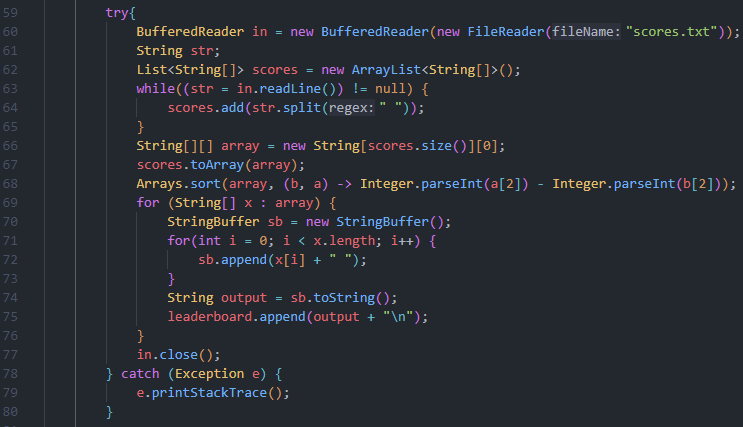 59 try{
60 BufferedReader in = new BufferedReader(new FileReader( fileName: "scores.txt"));
61 String str;
62 List<String[]> scores = new ArrayList<String[]>();
63 while((str = in.readLine()) != null) {
64 scores.add(str.split( regex: " "));
65 }
66 String[][] array = new String[scores.size()][0];
67 scores.toArray(array);
68 Arrays.sort(array, (b, a) -> Integer.parseInt(a[2]) - Integer.parseInt(b[2]));
69 for (String[] x : array) {
70 StringBuffer sb = new StringBuffer();
71 for(int i = 0; i < x.length; i++) {
72 sb.append(x[i] + " ");
73 }
74 String output = sb.toString();
75 leaderboard.append(output + "\n");
76 }
77 in.close();
78 } catch (Exception e) {
79 e.printStackTrace();
80 }